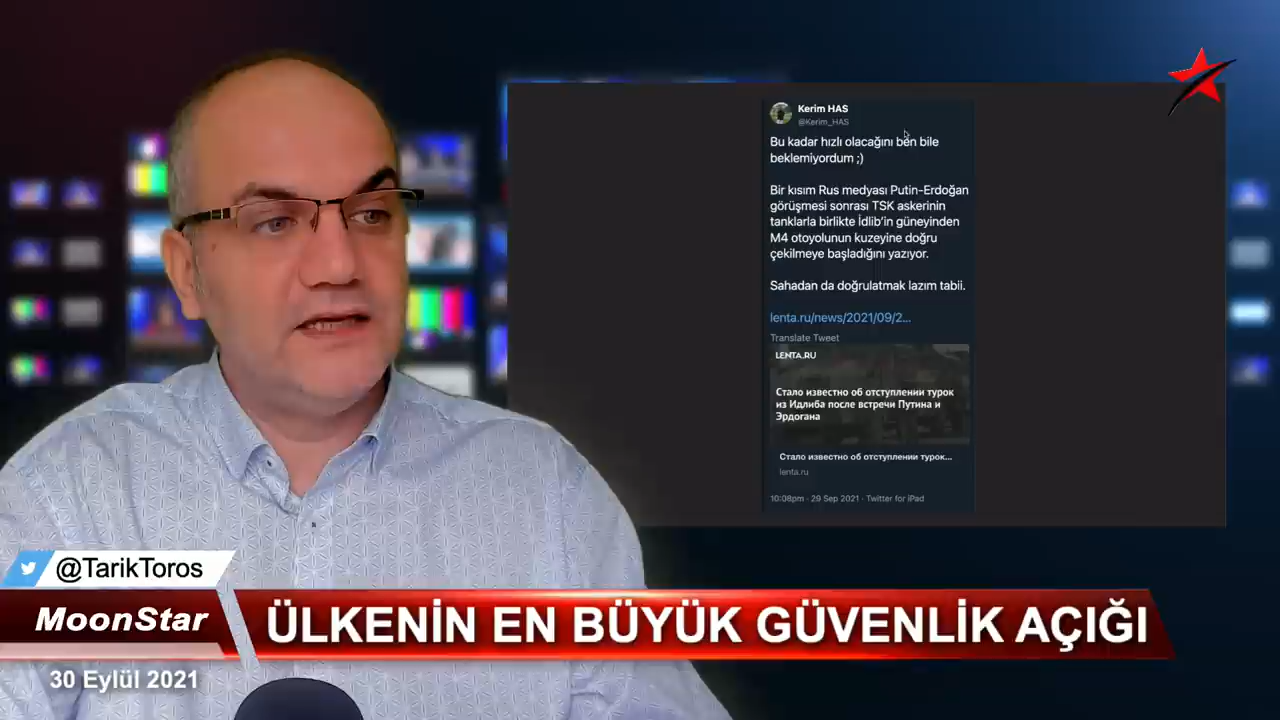 Kerim HAS
@Kerim_HAS
Bu kadar hızlı olacağını ben bile
beklemiyordum ;)
Bir kısım Rus medyası Putin-Erdoğan
görüşmesi sonrası TSK askerinin
tanklarla birlikte İdlib'in güneyinden
M4 otoyolunun kuzeyine doğru
çekilmeye başladığını yazıyor.
Sahadan da doğrulatmak lazım tabii.
lenta.ru/news/2021/09/2...
Translate Tweet
LENTA.RU
Стало известно об отступлении турок
из Идлиба после встречи Путина и
Эрдогана
Стало известно об отступлении турок...
lenta.ru
10:08pm · 29 Sep 2021 · Twitter for iPad
@TarikToros
MoonStar
ÜLKENİN EN BÜYÜK GÜVENLİK AÇIĞI
30 Eylül 2021